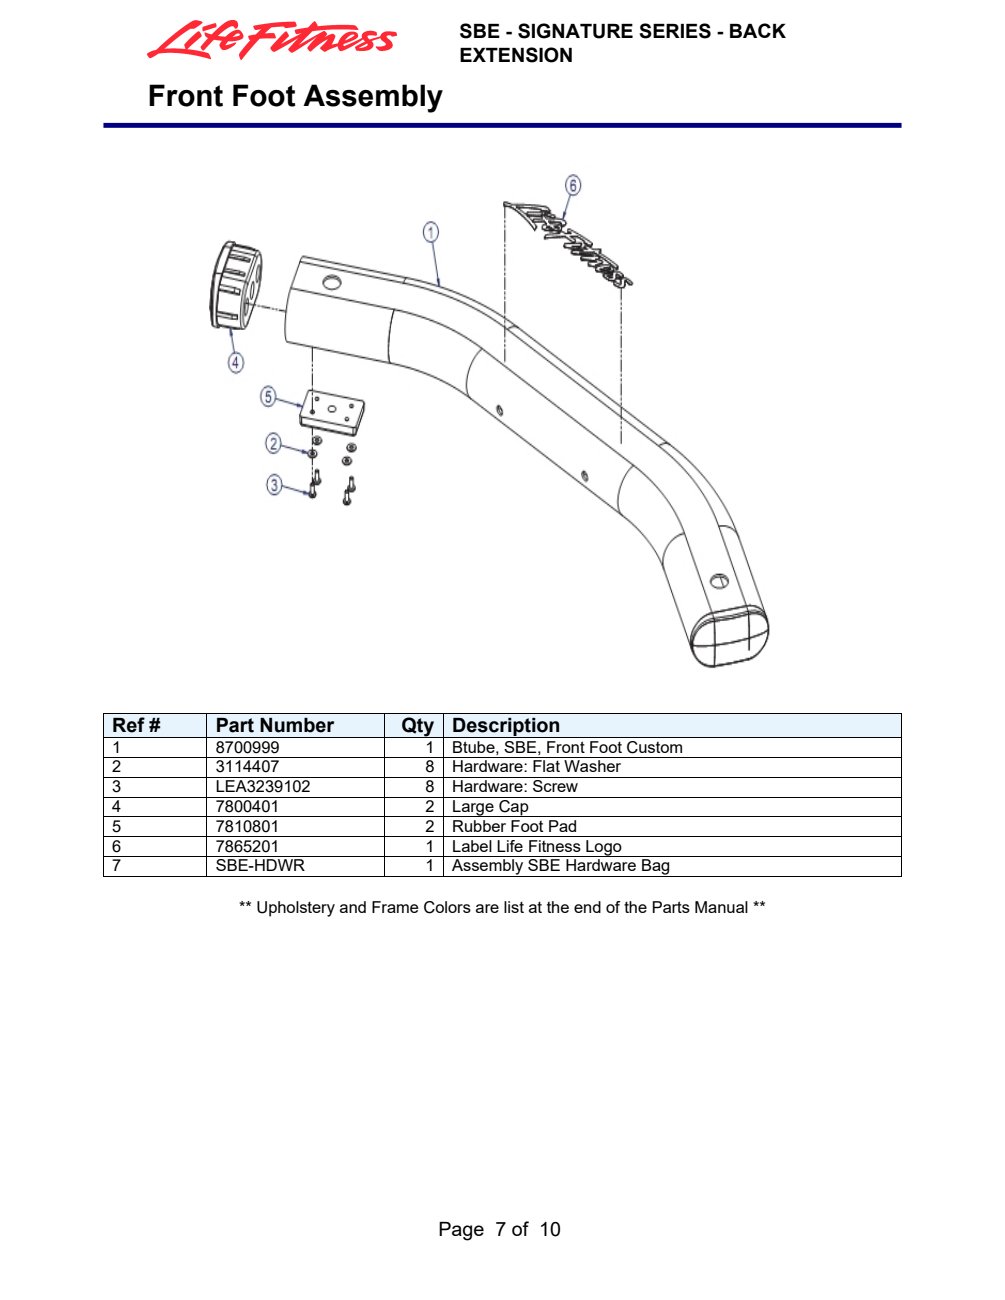 Life Fitness
SBE - SIGNATURE SERIES - BACK
EXTENSION
Front Foot Assembly
6
1
4
5
2
3
Life Fitness
Ref # Part Number Qty Description
1 8700999 1 Btube, SBE, Front Foot Custom
2 3114407 8 Hardware: Flat Washer
3 LEA3239102 8 Hardware: Screw
4 7800401 2 Large Cap
5 7810801 2 Rubber Foot Pad
6 7865201 1 Label Life Fitness Logo
7 SBE-HDWR 1 Assembly SBE Hardware Bag
** Upholstery and Frame Colors are list at the end of the Parts Manual **
Page 7 of 10